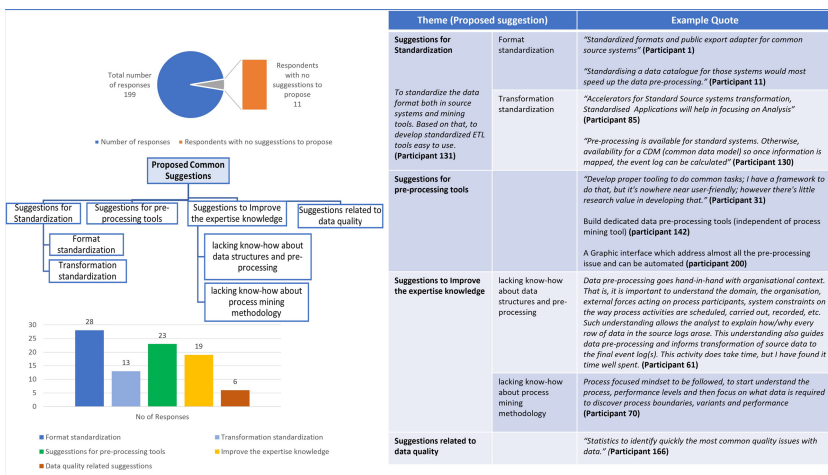 Total number
of responses
199
Respondents
with no
suggestions to
propose
11
Number of responses
Respondents with no suggestions to propose
Proposed Common
Suggestions
Suggestions for
Standardization
Suggestions for pre-
processing tools
Suggestions to Improve
the expertise knowledge
Suggestions related to
data quality
Format
standardization
Transformation
standardization
lacking know-how about
data structures and pre-
processing
lacking know-how about
process mining
methodology
30
25
20
15
10
5
0
28
13
23
19
6
No of Responses
Format standardization
Transformation standardization
Suggestions for pre-processing tools
Improve the expertise knowledge
Data quality related suggestions
Theme (Proposed suggestion)
Example Quote
Suggestions for
Standardization
To standardize the data
format both in source
systems and mining
tools. Based on that, to
develop standardized ETL
tools easy to use.
(Participant 131)
Format
standardization
“Standardized formats and public export adapter for common
source systems” (Participant 1)
“Standardising a data catalogue for those systems would most
speed up the data pre-processing.” (Participant 11)
Transformation
standardization
“Accelerators for Standard Source systems transformation,
Standardised Applications will help in focusing on Analysis”
(Participant 85)
“Pre-processing is available for standard systems. Otherwise,
availability for a CDM (common data model) so once information is
mapped, the event log can be calculated” (Participant 130)
Suggestions for
pre-processing tools
“Develop proper tooling to do common tasks; I have a framework to
do that, but it's nowhere near user-friendly; however there's little
research value in developing that.” (Participant 31)
Build dedicated data pre-processing tools (independent of process
mining tool) (participant 142)
A Graphic interface which address almost all the pre-processing
issue and can be automated (participant 200)
Suggestions to Improve
the expertise knowledge
lacking know-how
about data
structures and pre-
processing
Data pre-processing goes hand-in-hand with organisational context.
That is, it is important to understand the domain, the organisation,
external forces acting on process participants, system constraints on
the way process activities are scheduled, carried out, recorded, etc.
Such understanding allows the analyst to explain how/why every
row of data in the source logs arose. This understanding also guides
data pre-processing and informs transformation of source data to
the final event log(s). This activity does take time, but I have found it
time well spent. (Participant 61)
lacking know-how
about process
mining
methodology
Process focused mindset to be followed, to start understand the
process, performance levels and then focus on what data is required
to discover process boundaries, variants and performance
(Participant 70)
Suggestions related to
data quality
“Statistics to identify quickly the most common quality issues with
data.” (Participant 166)